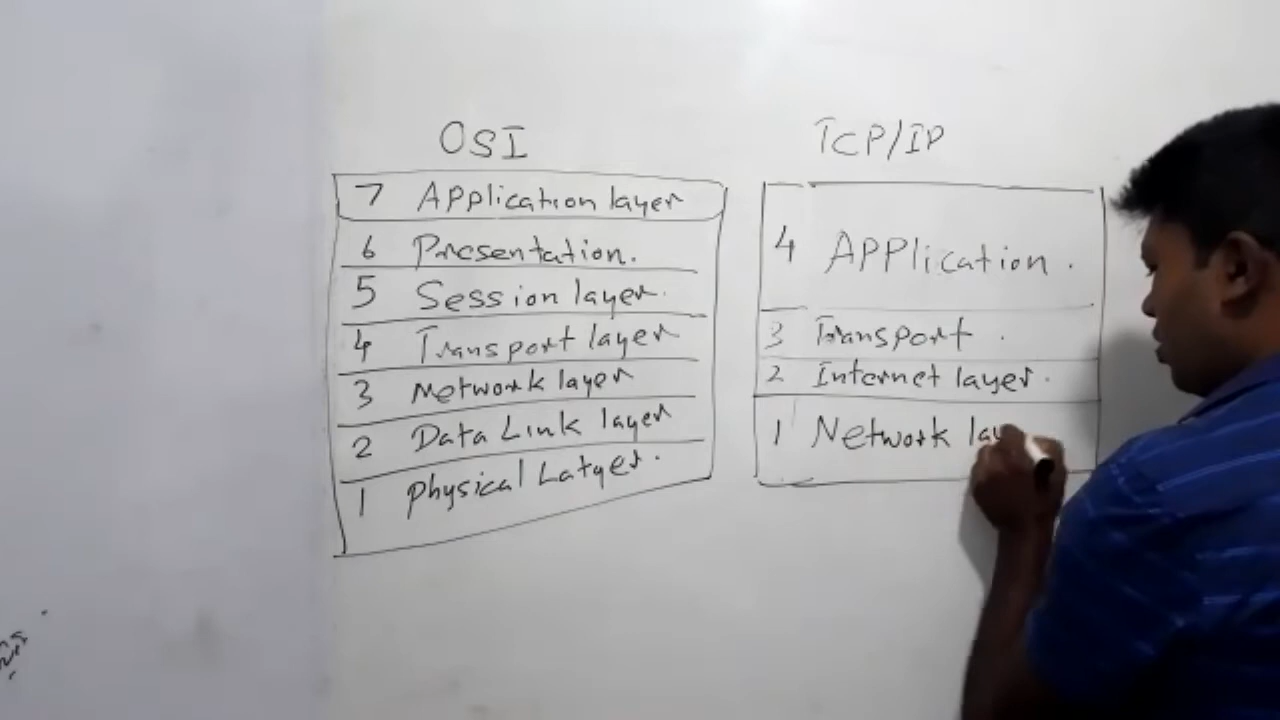 OSI
7 Application layer
6 Presentation.
5 Session layer.
4 Transport layer
3 Network layer
2 Data Link layer
1 Physical Latyer.
TCP/IP
4 Application.
3 Transport.
2 Internet layer.
1 Network lay